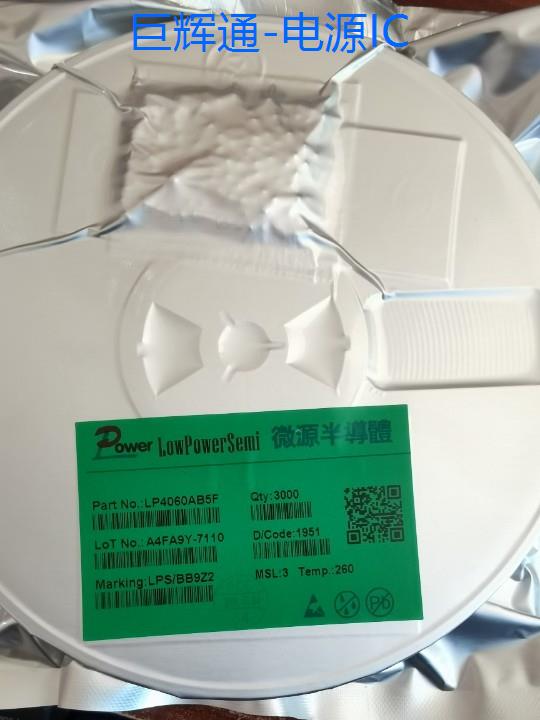 巨辉通-电源IC
Power LowPowerSemi 微源半導體
Part No.:LP4060AB5F
Qty:3000
LoT No.:A4FA9Y-7110
D/Code:1951
Marking:LPS/BB9Z2
MSL:3 Temp.:260
Pb